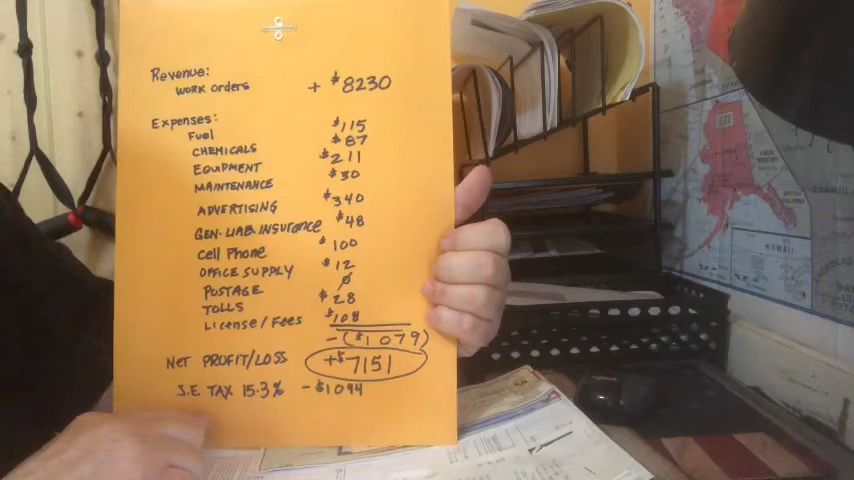 Revenue:
WORK ORDERS + $8230
Expenses:
Fuel $115
CHEMICALS $87
EQUIPMENT $211
MAINTENANCE $30
ADVERTISING $340
GEN. LIAB. INSURANCE $48
Cell Phone $100
OFFICE SUPPLY $12
POSTAGE Ø
TOLLS $28
License/Fees $108
- ($1079)
NET PROFIT/LOSS +$7151
S.E. TAX 15.3% - $1094
HAWAII